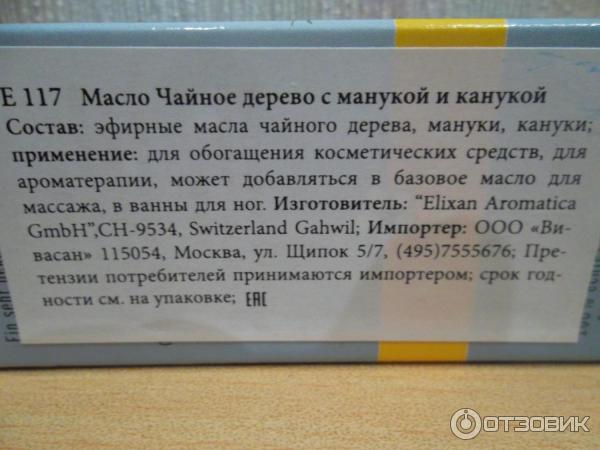 E 117 Масло Чайное дерево с манукой и канукой
Состав: эфирные масла чайного дерева, мануки, кануки;
применение: для обогащения косметических средств, для
ароматерапии, может добавляться в базовое масло для
массажа, в ванны для ног. Изготовитель: "Elixan Aromatica
GmbH",CH-9534, Switzerland Gahwil; Импортер: ООО «Ви-
васан» 115054, Москва, ул. Щипок 5/7, (495)7555676; Пре-
тензии потребителей принимаются импортером; срок год-
ности см. на упаковке; EAC
Ein sehr
100%
ОТЗОВИК